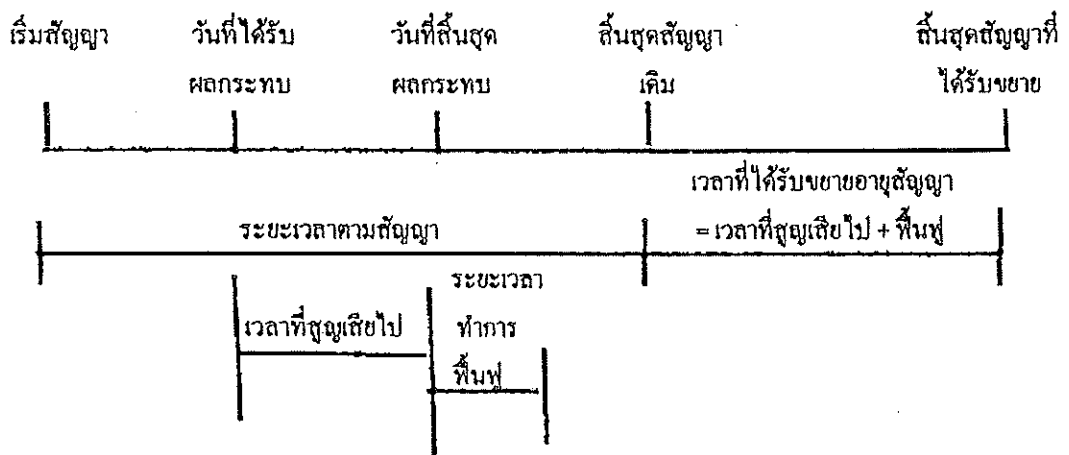 เริ่มสัญญา วันที่ได้รับ วันที่สิ้นสุด สิ้นสุดสัญญา สิ้นสุดสัญญาที่
ผลกระทบ ผลกระทบ เดิม ได้รับขยาย
เวลาที่ได้รับขยายอายุสัญญา
ระยะเวลาตามสัญญา = เวลาที่สูญเสียไป + ฟื้นฟู
ระยะเวลา
เวลาที่สูญเสียไป ทำการ
ฟื้นฟู